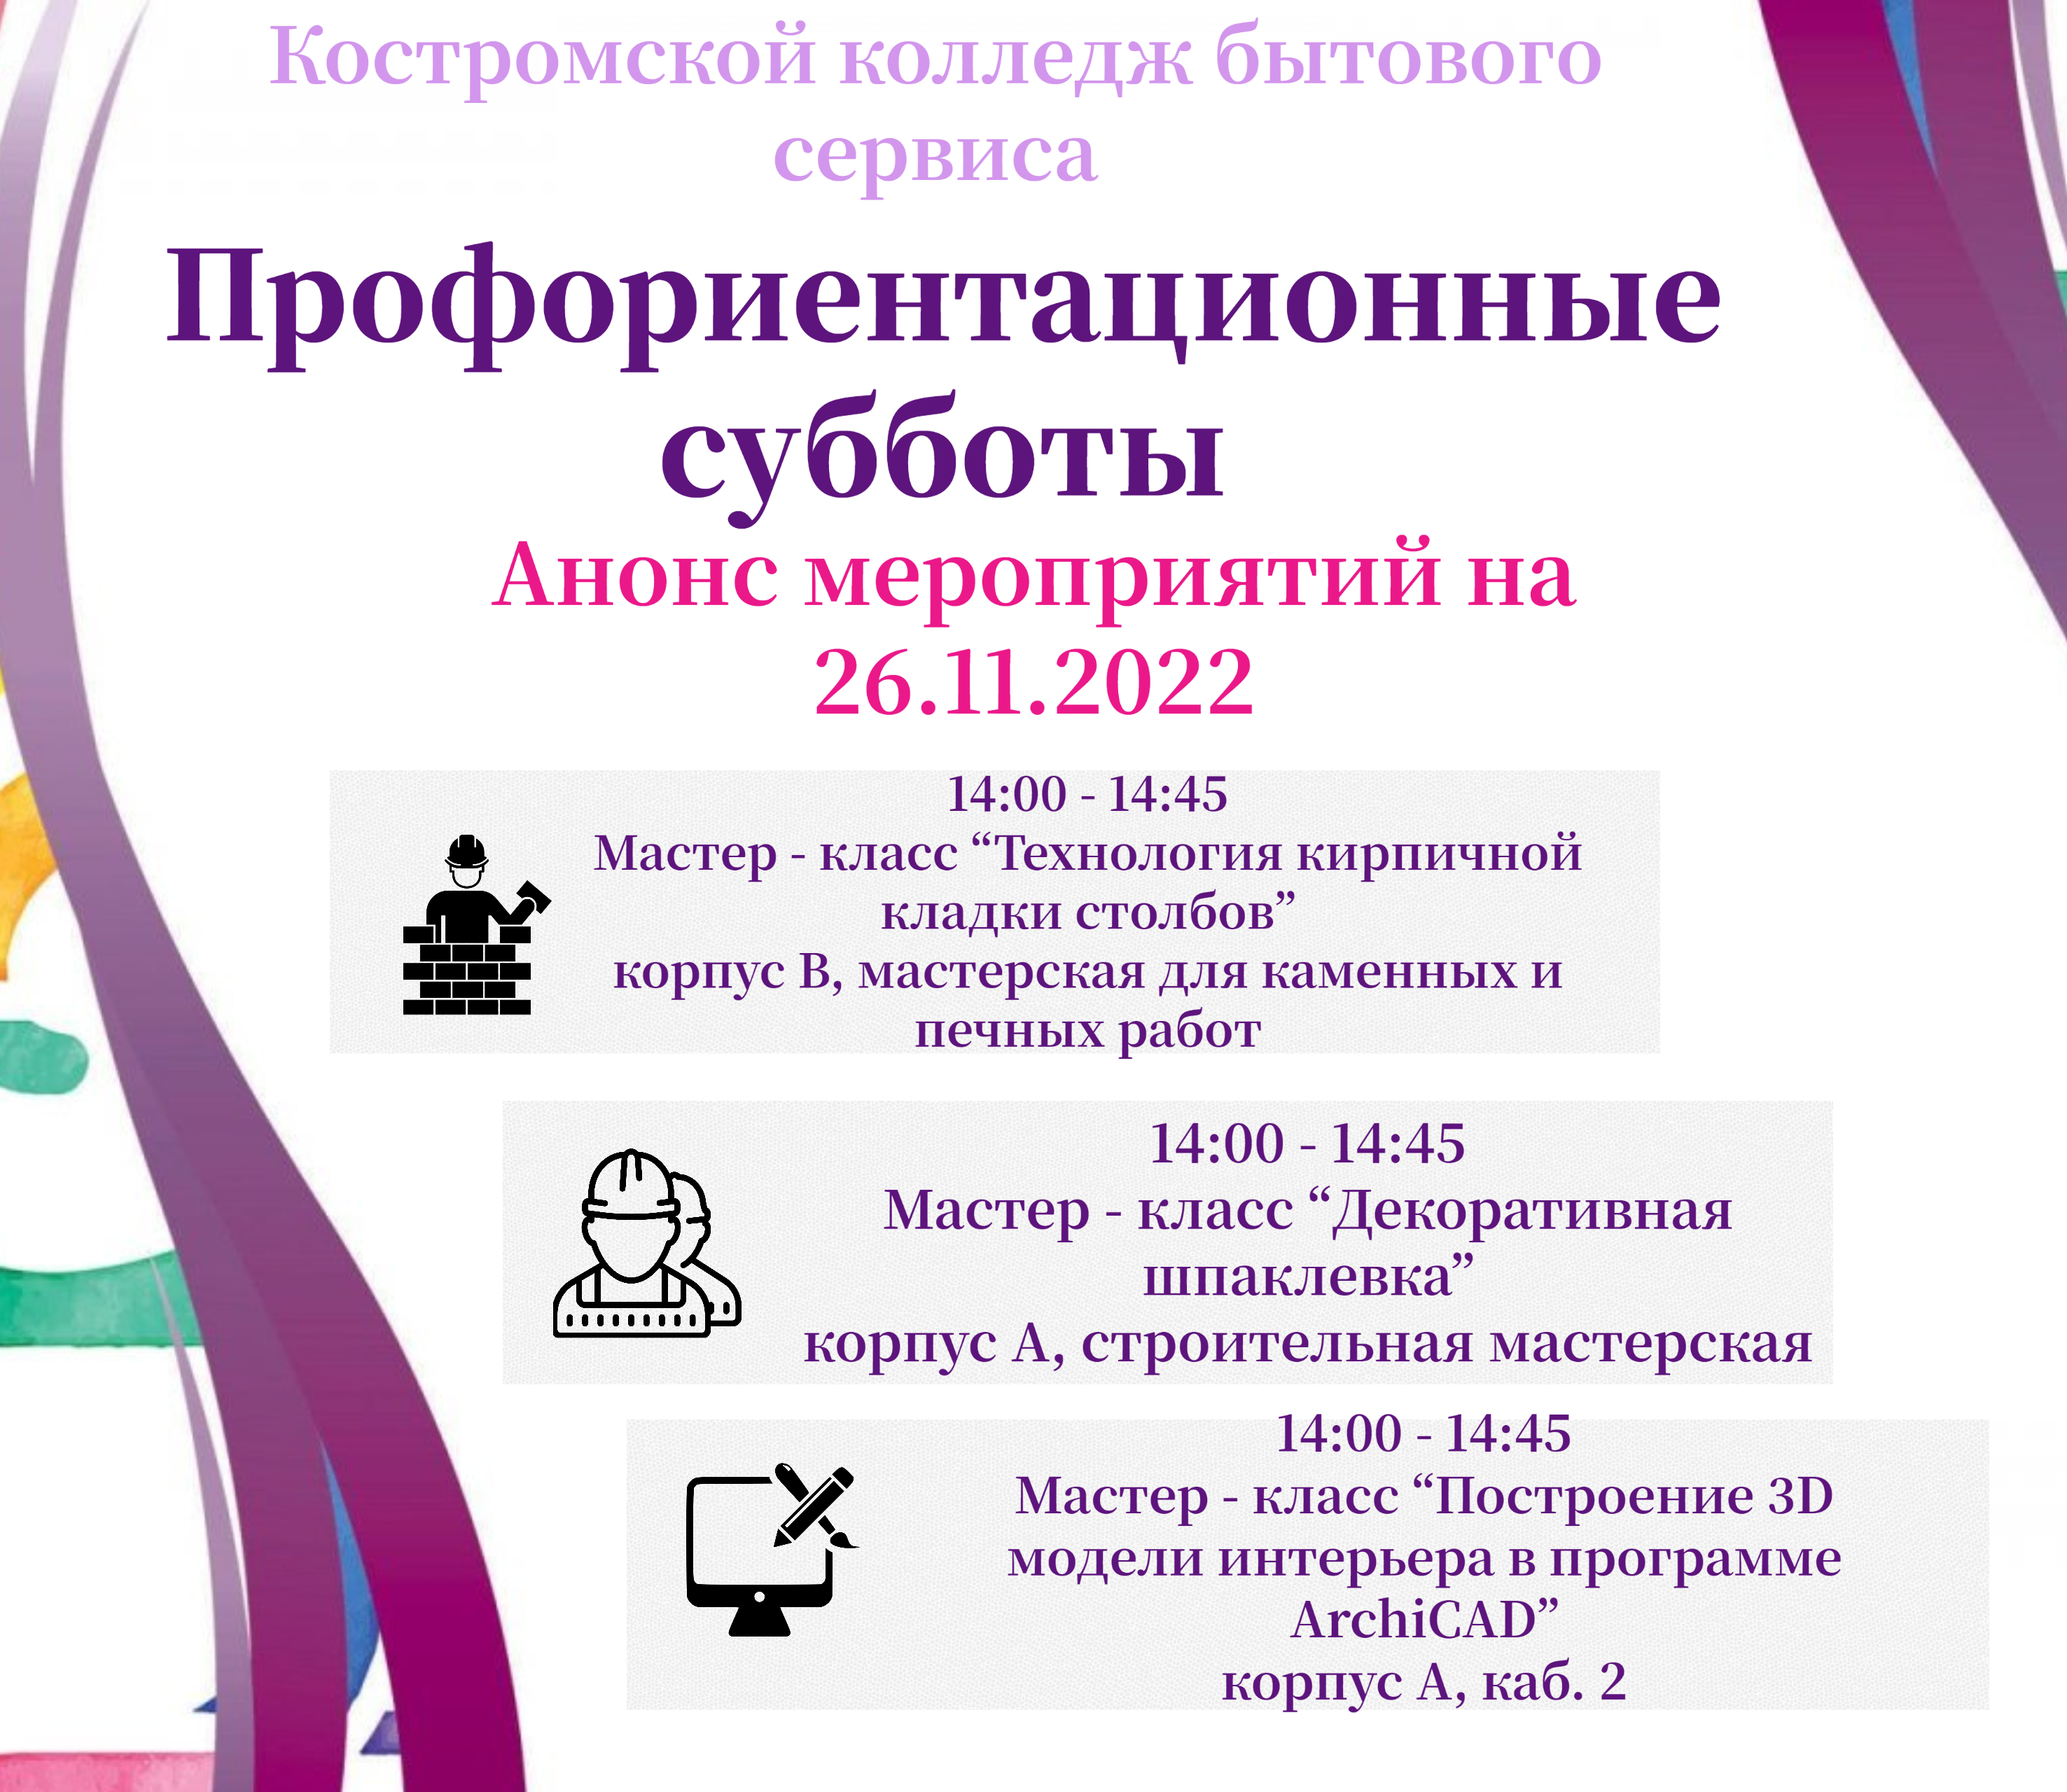 Костромской колледж бытового
сервиса
Профориентационные
субботы
Анонс мероприятий на
26.11.2022
14:00 - 14:45
Мастер - класс “Технология кирпичной
кладки столбов”
корпус В, мастерская для каменных и
печных работ
14:00 - 14:45
Мастер - класс “Декоративная
шпаклевка”
корпус А, строительная мастерская
14:00 - 14:45
Мастер - класс “Построение 3D
модели интерьера в программе
ArchiCAD”
корпус А, каб. 2